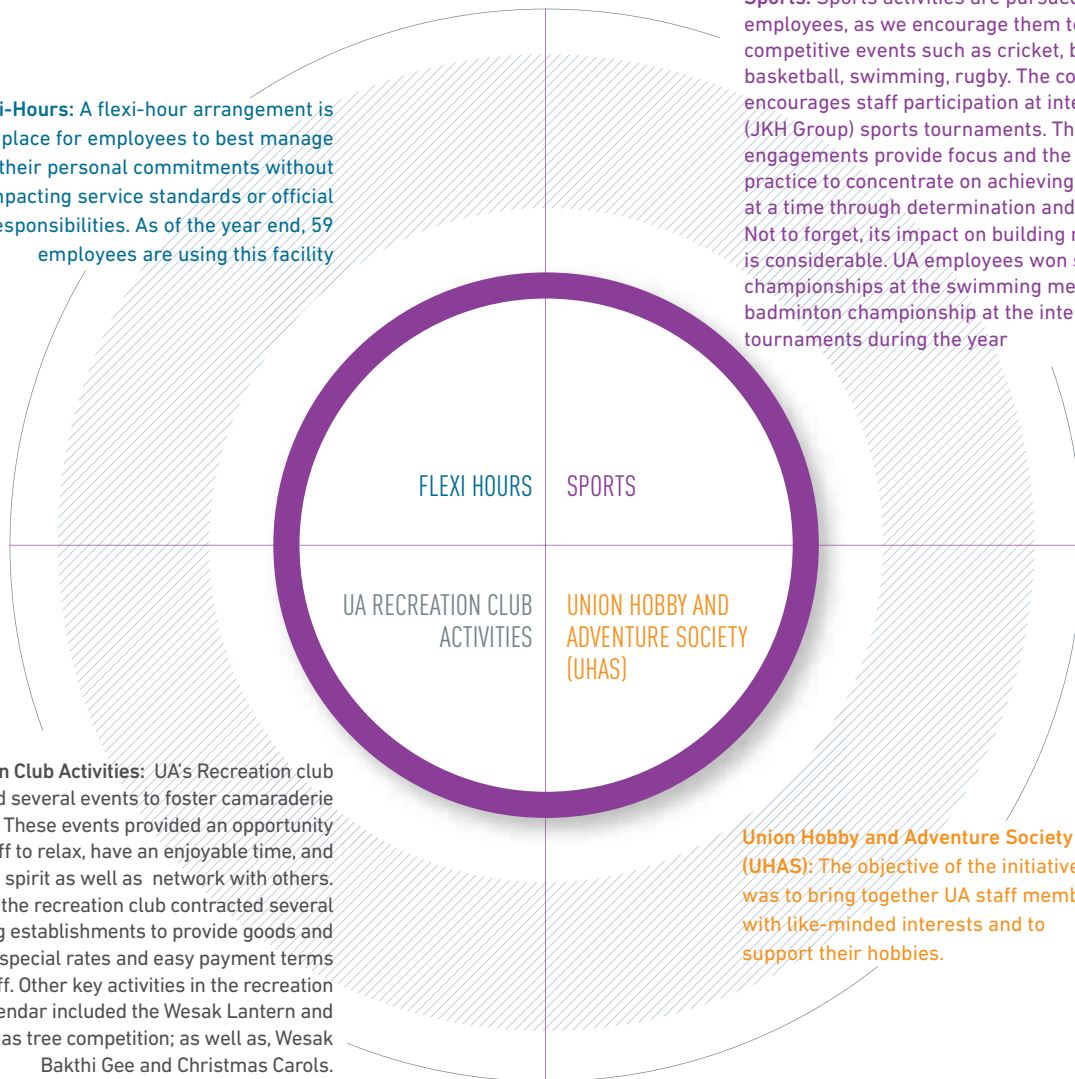 i-Hours: A flexi-hour arrangement is
place for employees to best manage
their personal commitments without
pacting service standards or official
esponsibilities. As of the year end, 59
employees are using this facility
Sports: Sports activities are pursued
employees, as we encourage them to
competitive events such as cricket, b
basketball, swimming, rugby. The co
encourages staff participation at inte
(JKH Group) sports tournaments. Th
engagements provide focus and the
practice to concentrate on achieving
at a time through determination and
Not to forget, its impact on building
is considerable. UA employees won s
championships at the swimming me
badminton championship at the inte
tournaments during the year
FLEXI HOURS
SPORTS
UA RECREATION CLUB
ACTIVITIES
UNION HOBBY AND
ADVENTURE SOCIETY
(UHAS)
n Club Activities: UA's Recreation club
d several events to foster camaraderie
These events provided an opportunity
ff to relax, have an enjoyable time, and
spirit as well as network with others.
the recreation club contracted several
g establishments to provide goods and
special rates and easy payment terms
ff. Other key activities in the recreation
endar included the Wesak Lantern and
as tree competition; as well as, Wesak
Bakthi Gee and Christmas Carols.
Union Hobby and Adventure Society
(UHAS): The objective of the initiative
was to bring together UA staff memb
with like-minded interests and to
support their hobbies.